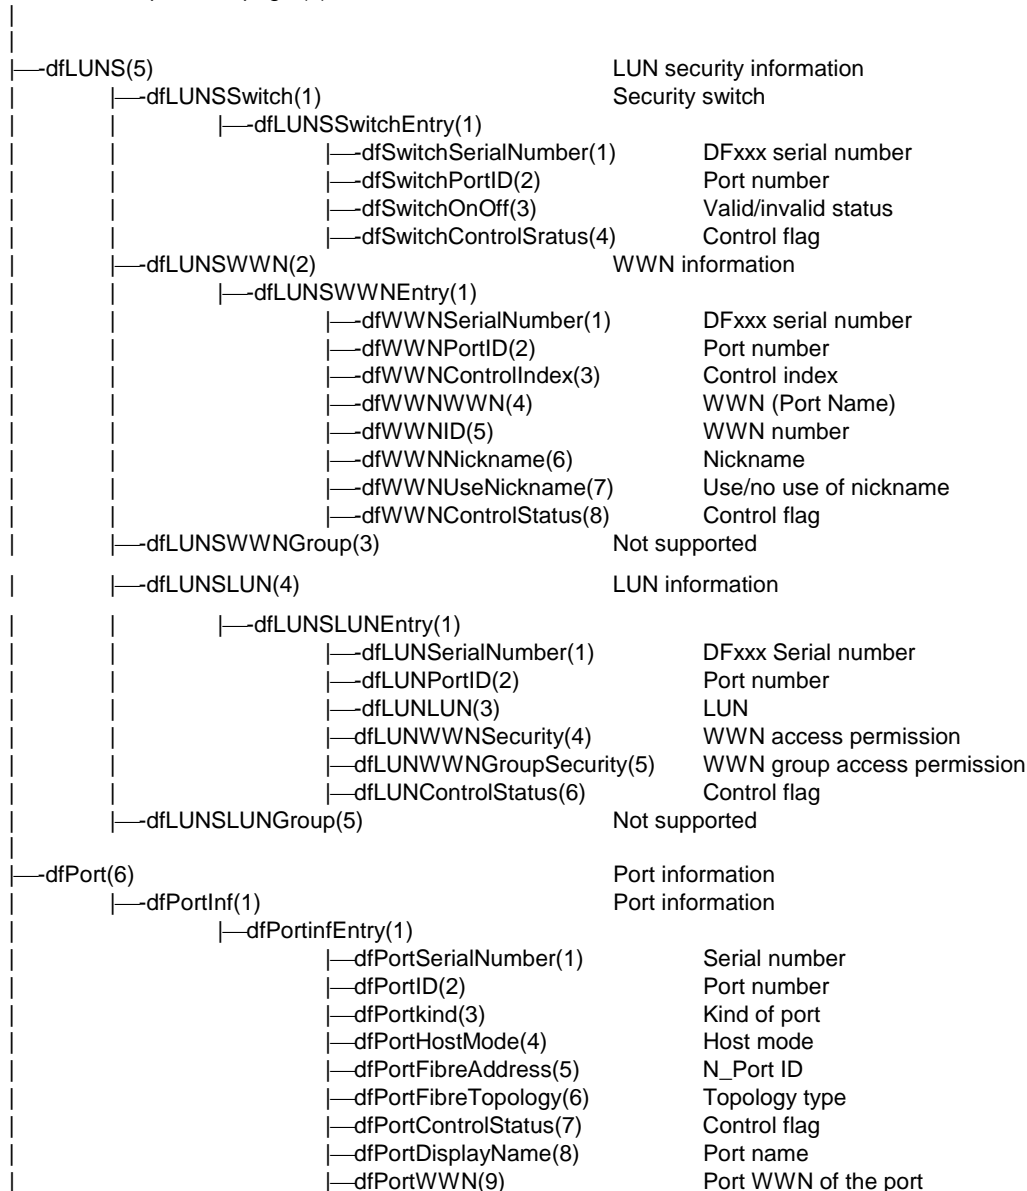 |
|
|-dfLUNS(5) LUN security information
| |-dfLUNSSwitch(1) Security switch
| | |-dfLUNSSwitchEntry(1)
| | |-dfSwitchSerialNumber(1) DFxxx serial number
| | |-dfSwitchPortID(2) Port number
| | |-dfSwitchOnOff(3) Valid/invalid status
| | |-dfSwitchControlSratus(4) Control flag
| |-dfLUNSWWN(2) WWN information
| | |-dfLUNSWWNEntry(1)
| | |-dfWWNSerialNumber(1) DFxxx serial number
| | |-dfWWNPortID(2) Port number
| | |-dfWWNControlIndex(3) Control index
| | |-dfWWNWWN(4) WWN (Port Name)
| | |-dfWWNID(5) WWN number
| | |-dfWWNNickname(6) Nickname
| | |-dfWWNUseNickname(7) Use/no use of nickname
| | |-dfWWNControlStatus(8) Control flag
| |-dfLUNSWWNGroup(3) Not supported
| |-dfLUNSLUN(4) LUN information
| | |-dfLUNSLUNEntry(1)
| | |-dfLUNSerialNumber(1) DFxxx Serial number
| | |-dfLUNPortID(2) Port number
| | |-dfLUNLUN(3) LUN
| | |-dfLUNWWNSecurity(4) WWN access permission
| | |-dfLUNWWNGroupSecurity(5) WWN group access permission
| | |-dfLUNControlStatus(6) Control flag
| |-dfLUNSLUNGroup(5) Not supported
|
|-dfPort(6) Port information
| |-dfPortInf(1) Port information
| |-dfPortinfEntry(1)
| |-dfPortSerialNumber(1) Serial number
| |-dfPortID(2) Port number
| |-dfPortkind(3) Kind of port
| |-dfPortHostMode(4) Host mode
| |-dfPortFibreAddress(5) N_Port ID
| |-dfPortFibreTopology(6) Topology type
| |-dfPortControlStatus(7) Control flag
| |-dfPortDisplayName(8) Port name
| |-dfPortWWN(9) Port WWN of the port